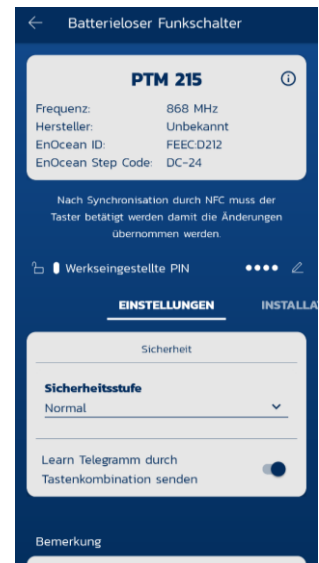 Batterieloser Funkschalter
PTM 215
Frequenz: 868 MHz
Hersteller: Unbekannt
EnOcean ID: FEEC:D212
EnOcean Step Code: DC-24
Nach Synchronisation durch NFC muss der
Taster betätigt werden damit die Änderungen
übernommen werden.
Werkseingestellte PIN ••••
EINSTELLUNGEN INSTALLA
Sicherheit
Sicherheitsstufe
Normal
Learn Telegramm durch
Tastenkombination senden
Bemerkung